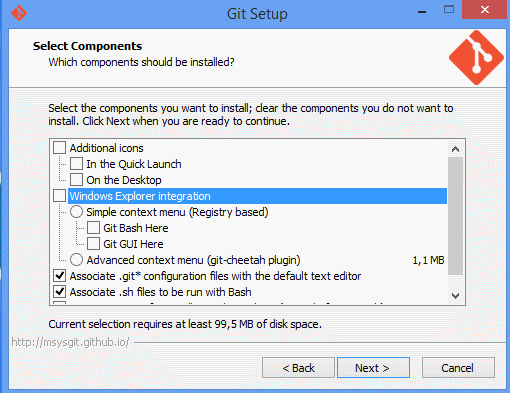 Git Setup
Select Components
Which components should be installed?
Select the components you want to install; clear the components you do not want to
install. Click Next when you are ready to continue.
Additional icons
In the Quick Launch
On the Desktop
Windows Explorer integration
Simple context menu (Registry based)
Git Bash Here
Git GUI Here
Advanced context menu (git-cheetah plugin) 1,1 MB
Associate .git* configuration files with the default text editor
Associate .sh files to be run with Bash
Current selection requires at least 99,5 MB of disk space.
http://msysgit.github.io/
< Back Next > Cancel